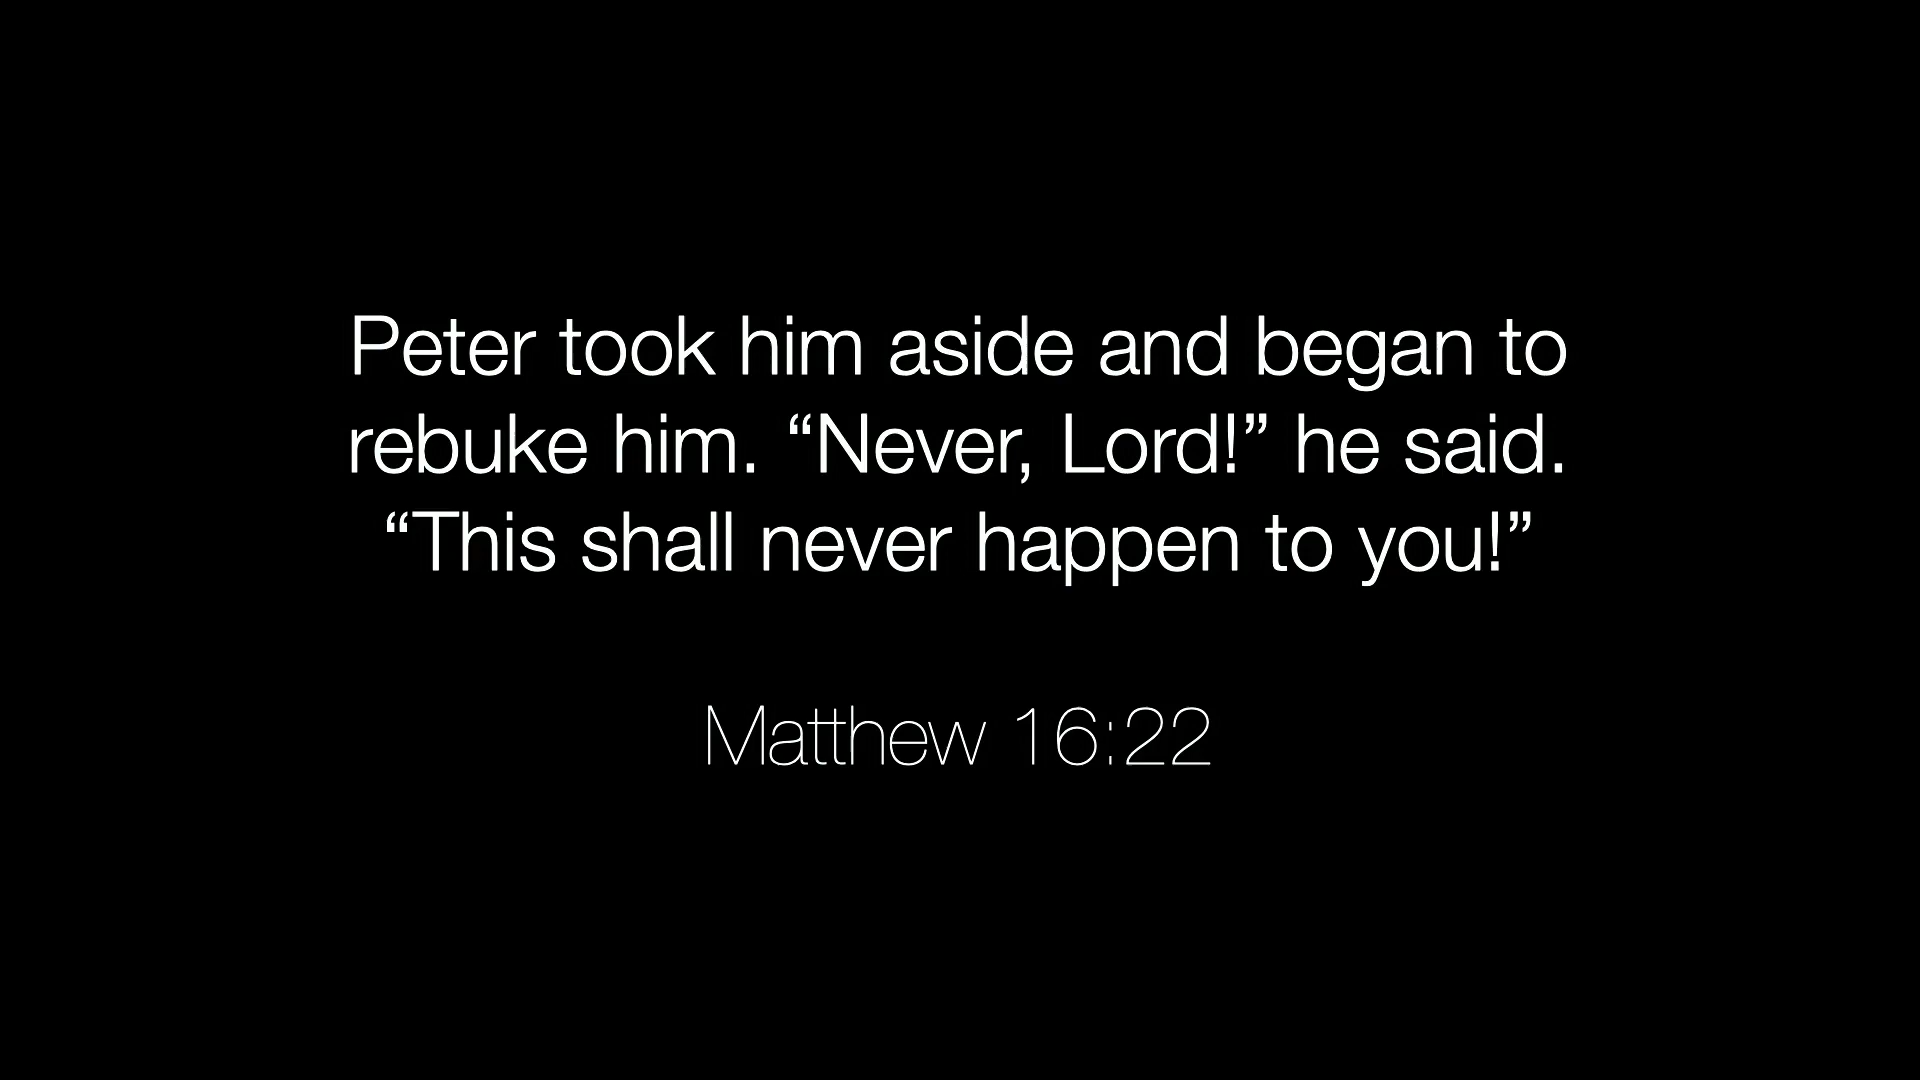 Peter took him aside and began to
rebuke him. “Never, Lord!” he said.
“This shall never happen to you!”
Matthew 16:22